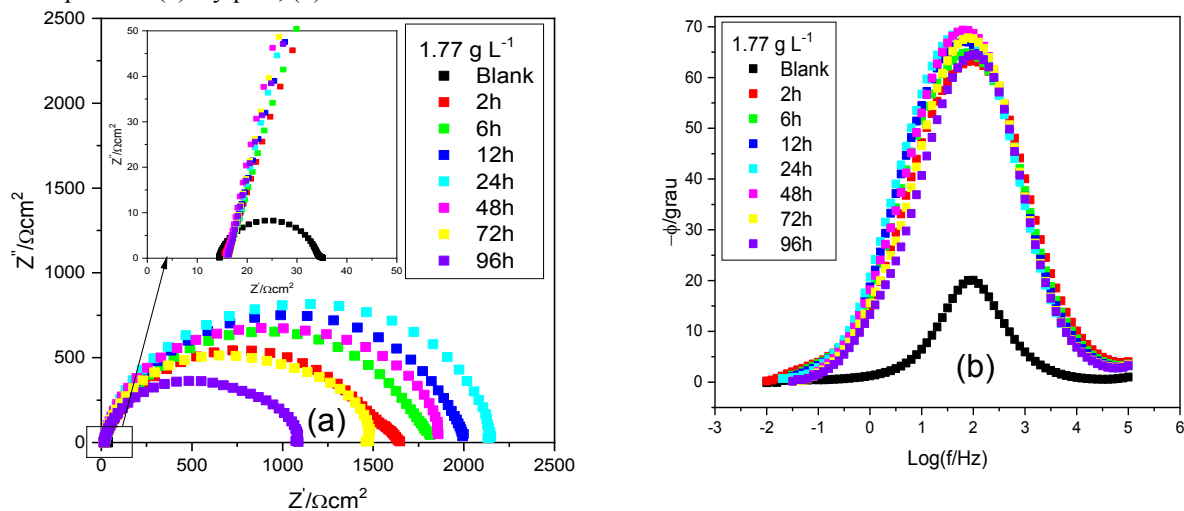 2500
2000
1500
1000
500
0
Z''/Ωcm²
50
40
30
20
10
0
Z''/Ωcm²
0 10 20 30 40 50
Z'/Ωcm²
1.77 g L⁻¹
Blank
2h
6h
12h
24h
48h
72h
96h
(a)
0 500 1000 1500 2000 2500
Z'/Ωcm²
70
60
50
40
30
20
10
0
−ϕ/grau
1.77 g L⁻¹
Blank
2h
6h
12h
24h
48h
72h
96h
(b)
-2 -1 0 1 2 3 4 5 6
Log(f/Hz)